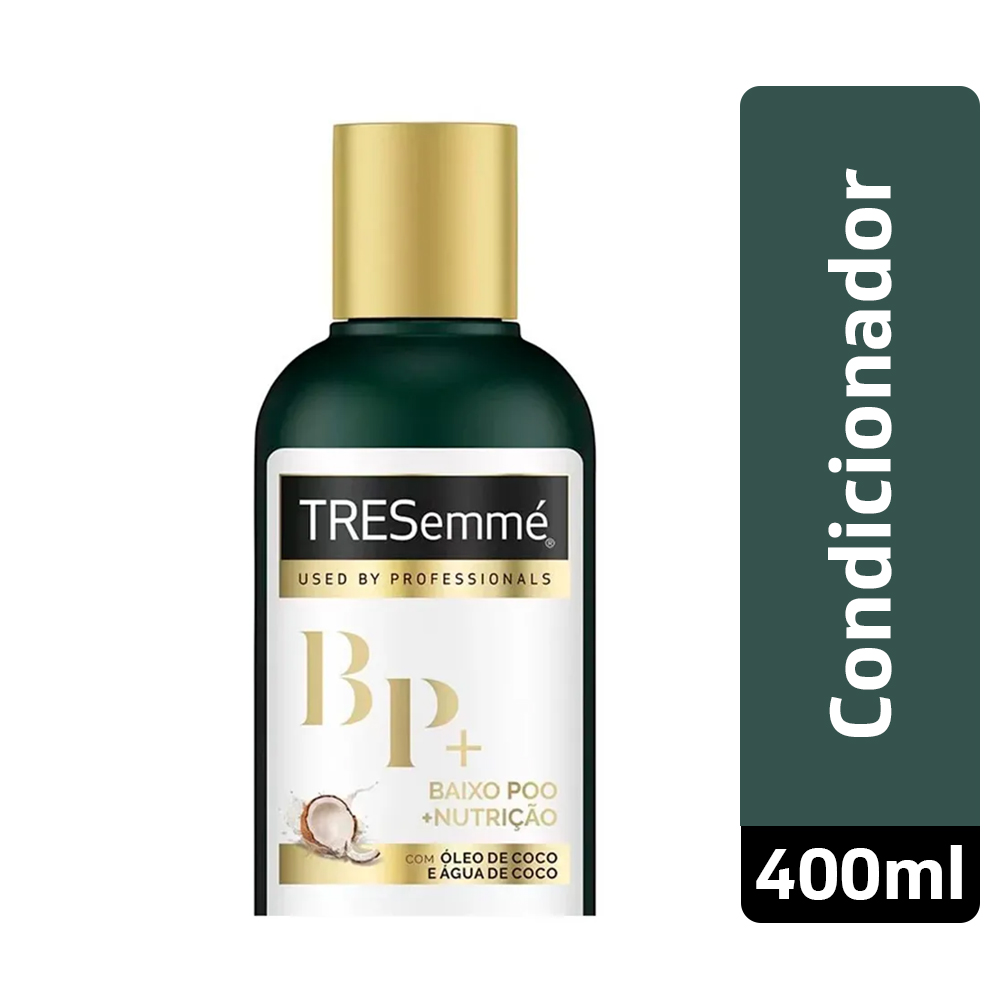 TRESemmé®
USED BY PROFESSIONALS
BP+
BAIXO POO
+NUTRIÇÃO
COM ÓLEO DE COCO
E ÁGUA DE COCO
Condicionador
400ml